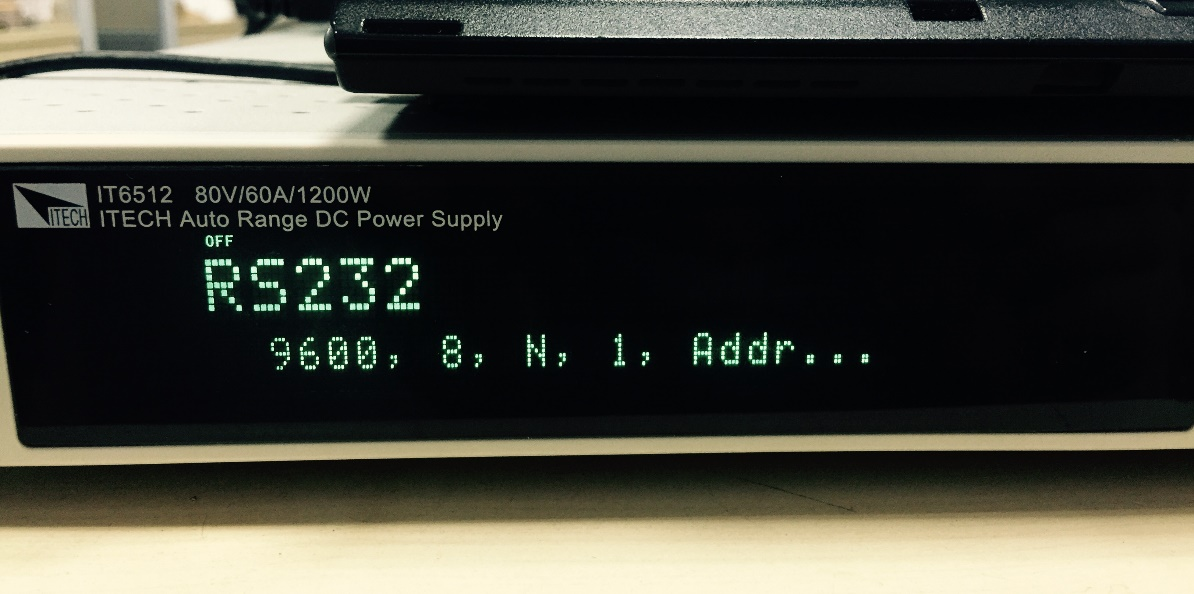 IT6512 80V/60A/1200W
ITECH ITECH Auto Range DC Power Supply
OFF
RS232
9600, 8, N, 1, Addr...